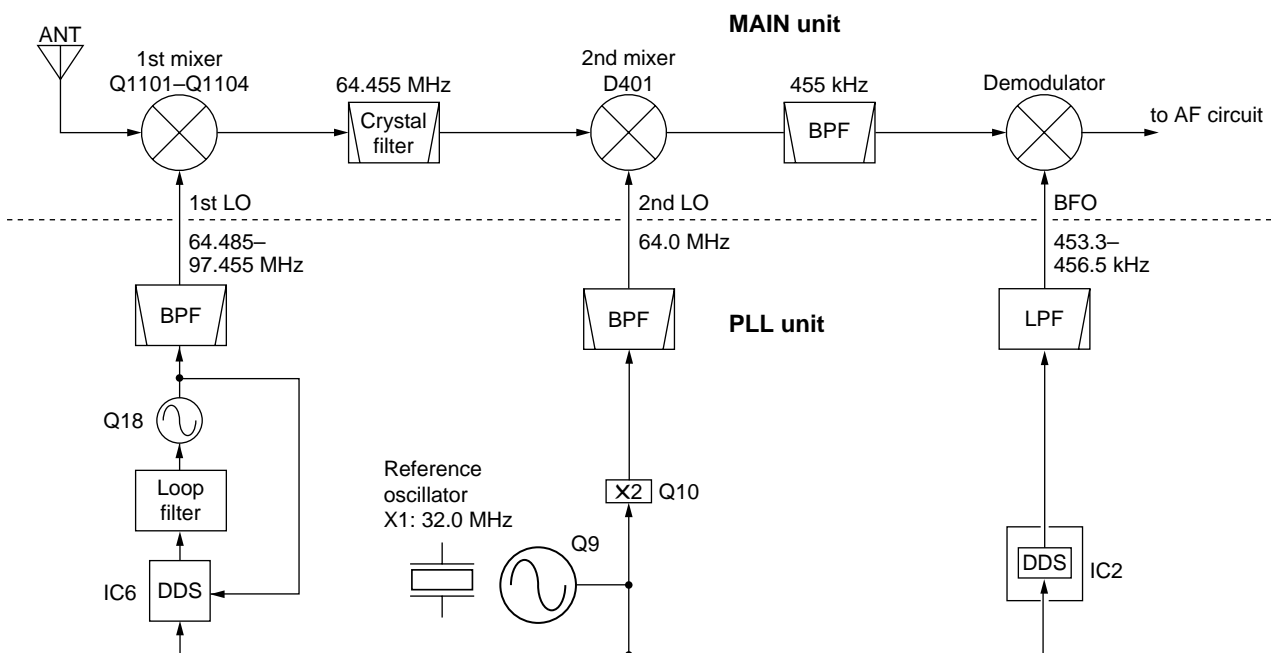 MAIN unit
ANT
1st mixer
Q1101–Q1104
64.455 MHz
Crystal
filter
2nd mixer
D401
455 kHz
BPF
Demodulator
to AF circuit
1st LO
2nd LO
BFO
64.485–
97.455 MHz
64.0 MHz
453.3–
456.5 kHz
BPF
BPF
PLL unit
LPF
Q18
Loop
filter
Reference
oscillator
X1: 32.0 MHz
X2
Q10
Q9
IC6
DDS
DDS
IC2